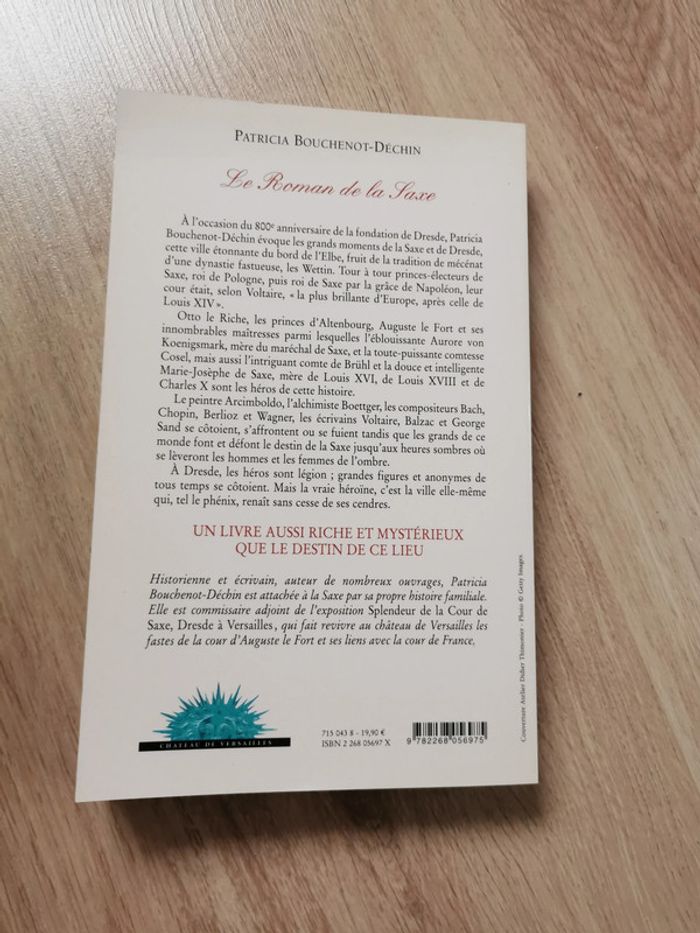 PATRICIA BOUCHENOT-DÉCHIN
Le Roman de la Saxe
À l'occasion du 800e anniversaire de la fondation de Dresde, Patricia
Bouchenot-Déchin évoque les grands moments de la Saxe et de Dresde,
cette ville étonnante du bord de l'Elbe, fruit de la tradition de mécénat
d'une dynastie fastueuse, les Wettin. Tour à tour princes-électeurs de
Saxe, roi de Pologne, puis roi de Saxe par la grâce de Napoléon, leur
cour était, selon Voltaire, « la plus brillante d'Europe, après celle de
Louis XIV ».
Otto le Riche, les princes d'Altenbourg, Auguste le Fort et ses
innombrables maîtresses parmi lesquelles l'éblouissante Aurore von
Koenigsmark, mère du maréchal de Saxe, et la toute-puissante comtesse
Cosel, mais aussi l'intriguant comte de Brühl et la douce et intelligente
Marie-Josèphe de Saxe, mère de Louis XVI, de Louis XVIII et de
Charles X sont les héros de cette histoire.
Le peintre Arcimboldo, l'alchimiste Boettger, les compositeurs Bach,
Chopin, Berlioz et Wagner, les écrivains Voltaire, Balzac et George
Sand se côtoient, s'affrontent ou se fuient tandis que les grands de ce
monde font et défont le destin de la Saxe jusqu'aux heures sombres où
se lèveront les hommes et les femmes de l'ombre.
À Dresde, les héros sont légion ; grandes figures et anonymes de
tous temps se côtoient. Mais la vraie héroïne, c'est la ville elle-même
qui, tel le phénix, renaît sans cesse de ses cendres.
UN LIVRE AUSSI RICHE ET MYSTÉRIEUX
QUE LE DESTIN DE CE LIEU
Historienne et écrivain, auteur de nombreux ouvrages, Patricia
Bouchenot-Déchin est attachée à la Saxe par sa propre histoire familiale.
Elle est commissaire adjoint de l'exposition Splendeur de la Cour de
Saxe, Dresde à Versailles, qui fait revivre au château de Versailles les
fastes de la cour d'Auguste le Fort et ses liens avec la cour de France.
CHATEAU DE VERSAILLES
715 043 8 - 19,90 €
ISBN 2 268 05697 X
9 782268 056975
Couverture Atelier Didier Thimonier - Photo © Getty Images.